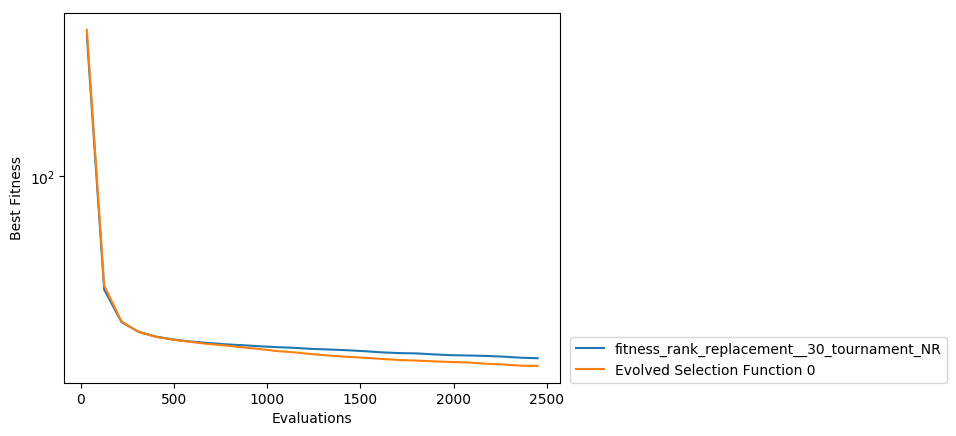 Best Fitness
10²
0 500 1000 1500 2000 2500
Evaluations
fitness_rank_replacement__30_tournament_NR
Evolved Selection Function 0